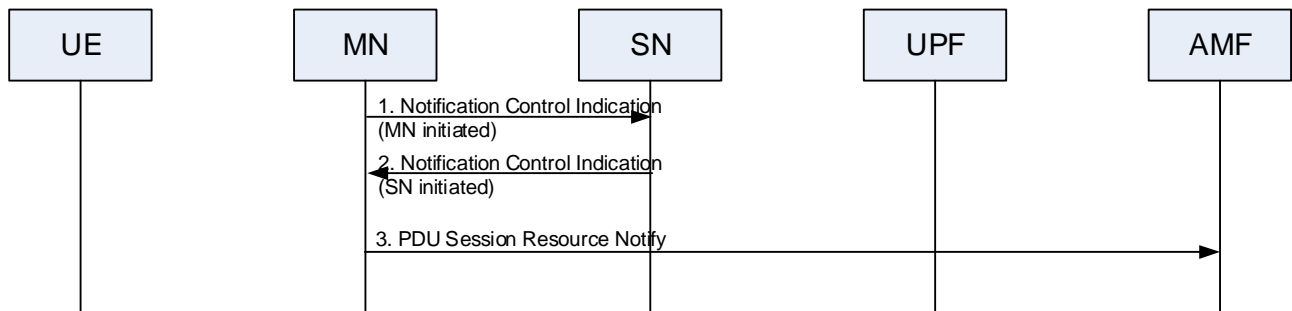 UE
MN
SN
UPF
AMF
1. Notification Control Indication
(MN initiated)
2. Notification Control Indication
(SN initiated)
3. PDU Session Resource Notify